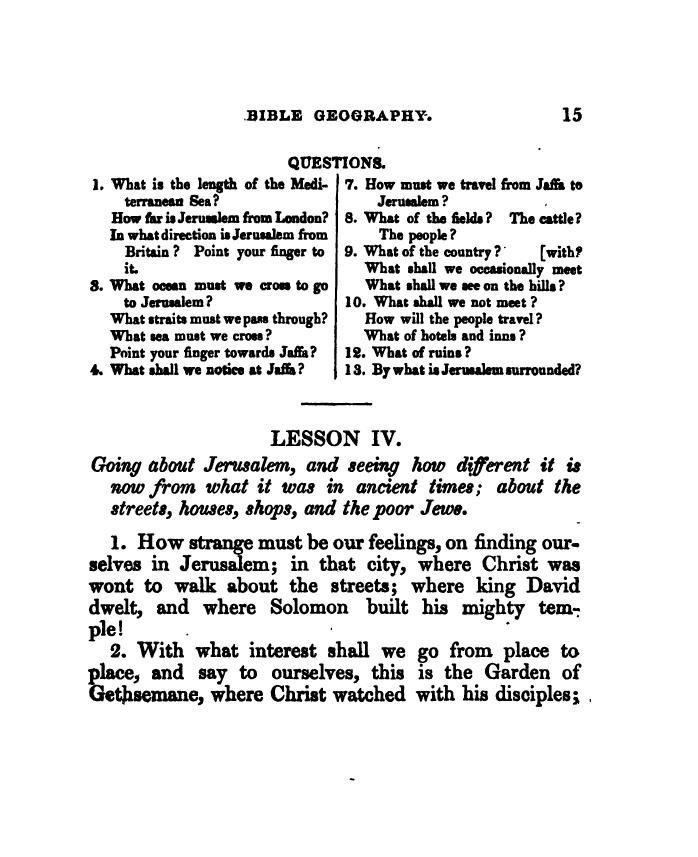 BIBLE GEOGRAPHY.
15
QUESTIONS.
1. What is the length of the Medi-
terranean Sea?
How far is Jerusalem from London?
In what direction is Jerusalem from
Britain? Point your finger to
it.
3. What ocean must we cross to go
to Jerusalem?
What straits must we pass through?
What sea must we cross?
Point your finger towards Jaffa?
4. What shall we notice at Jaffa?
7. How must we travel from Jaffa to
Jerusalem?
8. What of the fields? The cattle?
The people?
9. What of the country? [with?
What shall we occasionally meet
What shall we see on the hills?
10. What shall we not meet?
How will the people travel?
What of hotels and inns?
12. What of ruins?
13. By what is Jerusalem surrounded?
LESSON IV.
Going about Jerusalem, and seeing how different it is
now from what it was in ancient times; about the
streets, houses, shops, and the poor Jews.
1. How strange must be our feelings, on finding our-
selves in Jerusalem; in that city, where Christ was
wont to walk about the streets; where king David
dwelt, and where Solomon built his mighty tem-
ple!
2. With what interest shall we go from place to
place, and say to ourselves, this is the Garden of
Gethsemane, where Christ watched with his disciples;